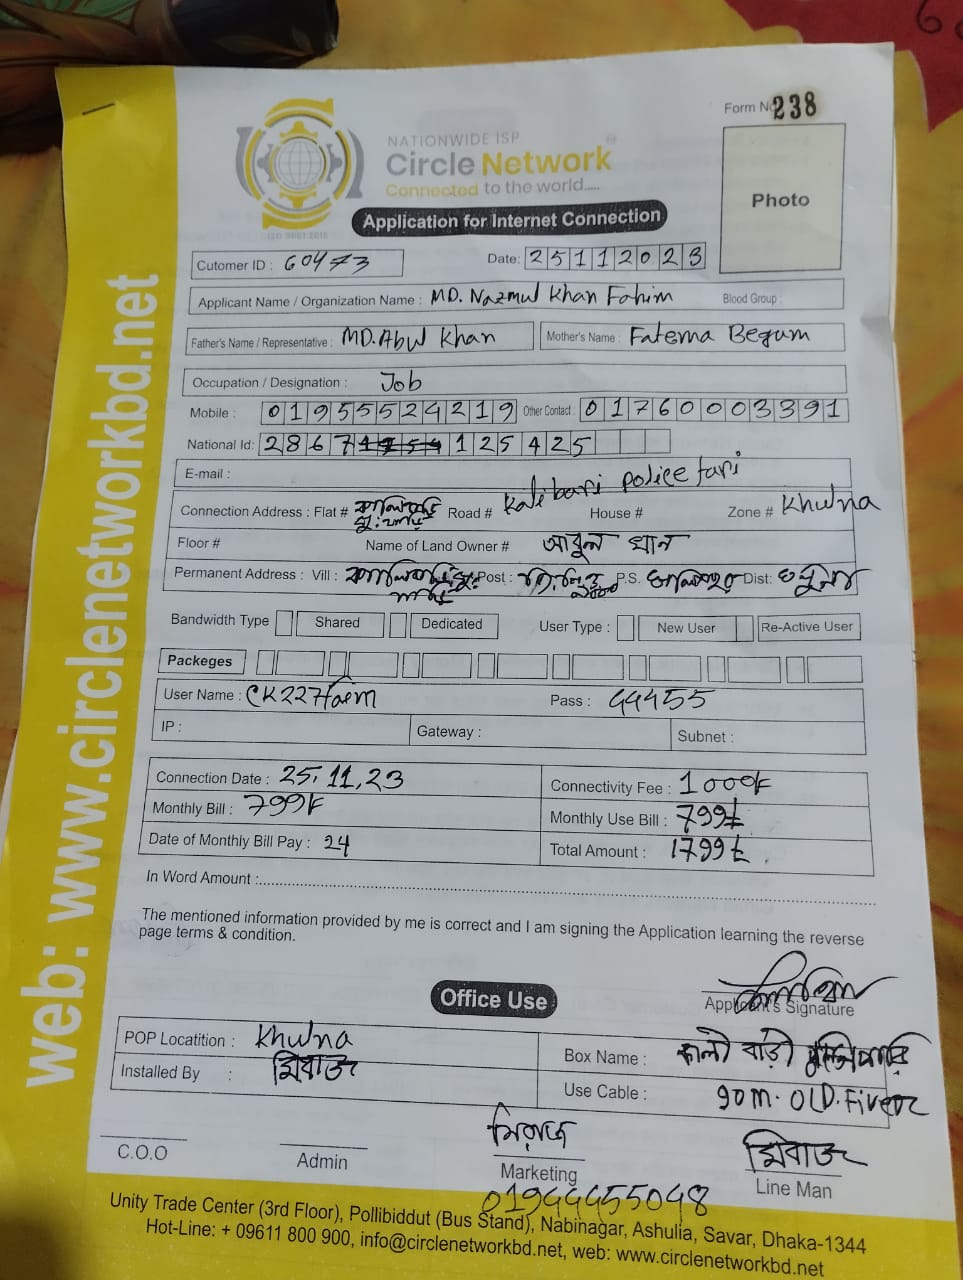 Form No 238
NATIONWIDE ISP
Circle Network
Connected to the world.....
ISO 9001 2015
Photo
Application for Internet Connection
Cutomer ID : 60473 Date: 25112023
Applicant Name / Organization Name : MD. Nazmul Khan Fahim Blood Group :
Father's Name / Representative : MD. Abul Khan Mother's Name : Fatema Begum
Occupation / Designation : Job
Mobile : 01955524219 Other Contact : 01760003391
National Id: 2867125425
E-mail :
Connection Address : Flat # Road # Kalibari police fari House # Zone # Khulna
Floor # Name of Land Owner # আবুল খান
Permanent Address : Vill : Post : P.S. Dist: খুলনা
Bandwidth Type Shared Dedicated User Type : New User Re-Active User
Packeges
User Name : CK227faem Pass : 44455
IP : Gateway : Subnet :
Connection Date : 25.11.23 Connectivity Fee : 1000
Monthly Bill : 799 Monthly Use Bill : 799
Date of Monthly Bill Pay : 24 Total Amount : 1799
In Word Amount :
The mentioned information provided by me is correct and I am signing the Application learning the reverse
page terms & condition.
Applicant's Signature
Office Use
POP Locatition : Khulna Box Name : কালী বাড়ী
Installed By : মিরাজ Use Cable : 90m. OLD.
C.O.O Admin মিরাজ Marketing মিরাজ Line Man
01944455048
Unity Trade Center (3rd Floor), Pollibiddut (Bus Stand), Nabinagar, Ashulia, Savar, Dhaka-1344
Hot-Line: + 09611 800 900, info@circlenetworkbd.net, web: www.circlenetworkbd.net
web: www.circlenetworkbd.net